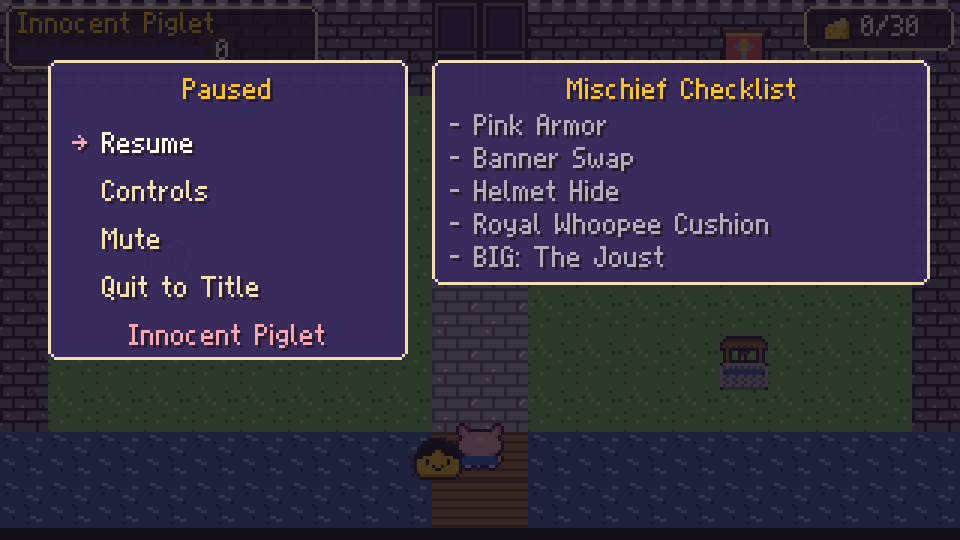 Innocent Piglet
0
0/30
Paused
→ Resume
Controls
Mute
Quit to Title
Innocent Piglet
Mischief Checklist
- Pink Armor
- Banner Swap
- Helmet Hide
- Royal Whoopee Cushion
- BIG: The Joust